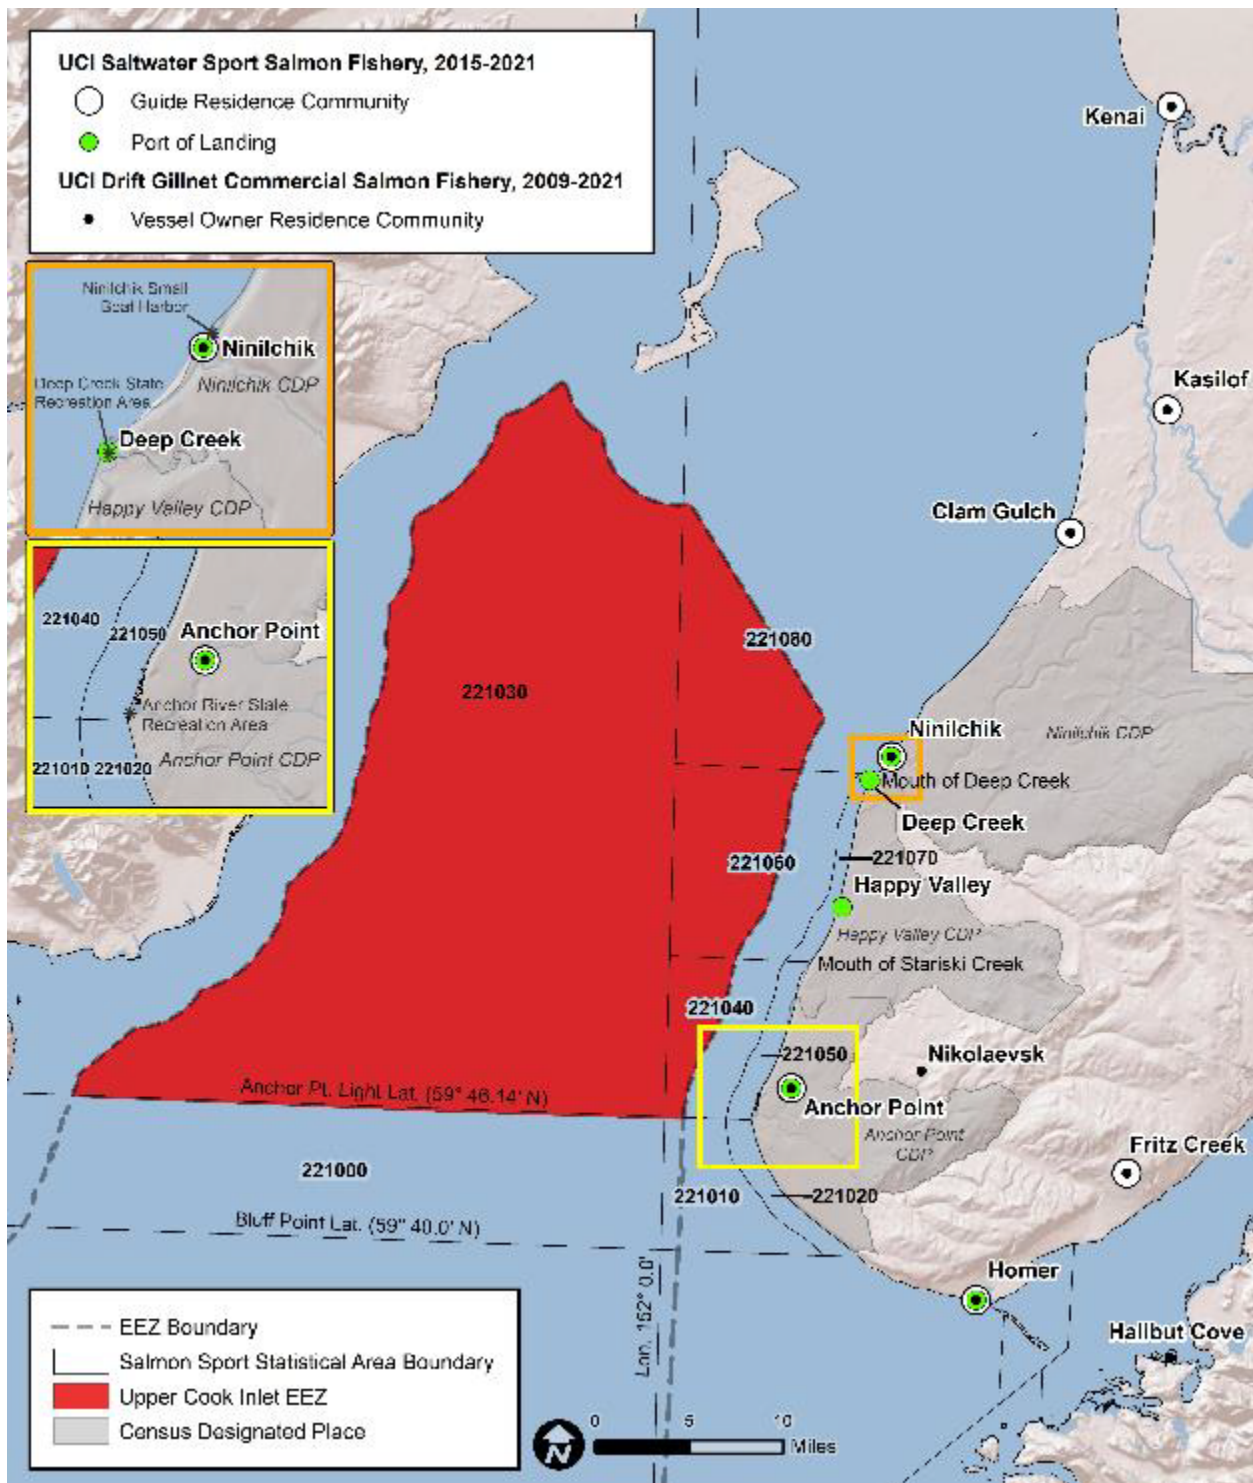 UCI Saltwater Sport Salmon Fishery, 2015-2021
Guide Residence Community
Port of Landing
UCI Drift Gillnet Commercial Salmon Fishery, 2009-2021
Vessel Owner Residence Community
Kenai
Ninilchik Small
Boat Harbor
Ninilchik
Ninilchik CDP
Deep Creek State
Recreation Area
Deep Creek
Happy Valley CDP
Kasilof
Clam Gulch
221040
221050
Anchor Point
Anchor River State
Recreation Area
Anchor Point CDP
221010
221020
221030
221080
Ninilchik
Ninilchik CDP
Mouth of Deep Creek
Deep Creek
221060
221070
Happy Valley
Happy Valley CDP
Mouth of Stariski Creek
221040
221050
Nikolaevsk
Anchor Pt. Light Lat. (59° 46.14' N)
Anchor Point
Anchor Point
CDP
Fritz Creek
221000
221010
221020
Bluff Point Lat. (59° 40.0' N)
Lon. 152° 0.0'
Homer
Halibut Cove
EEZ Boundary
Salmon Sport Statistical Area Boundary
Upper Cook Inlet EEZ
Census Designated Place
N
0 5 10
Miles